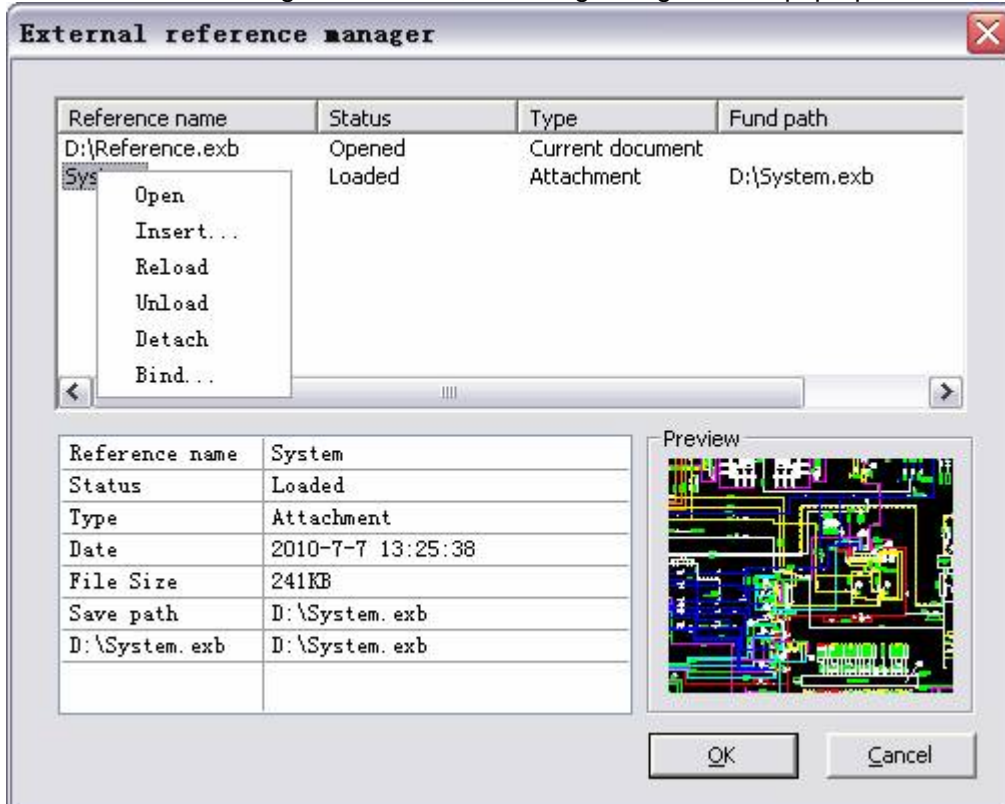 External reference manager
Reference name Status Type Fund path
D:\Reference.exb Opened Current document
Loaded Attachment D:\System.exb
Open
Insert...
Reload
Unload
Detach
Bind...
Preview
Reference name System
Status Loaded
Type Attachment
Date 2010-7-7 13:25:38
File Size 241KB
Save path D:\System.exb
D:\System.exb D:\System.exb
OK Cancel